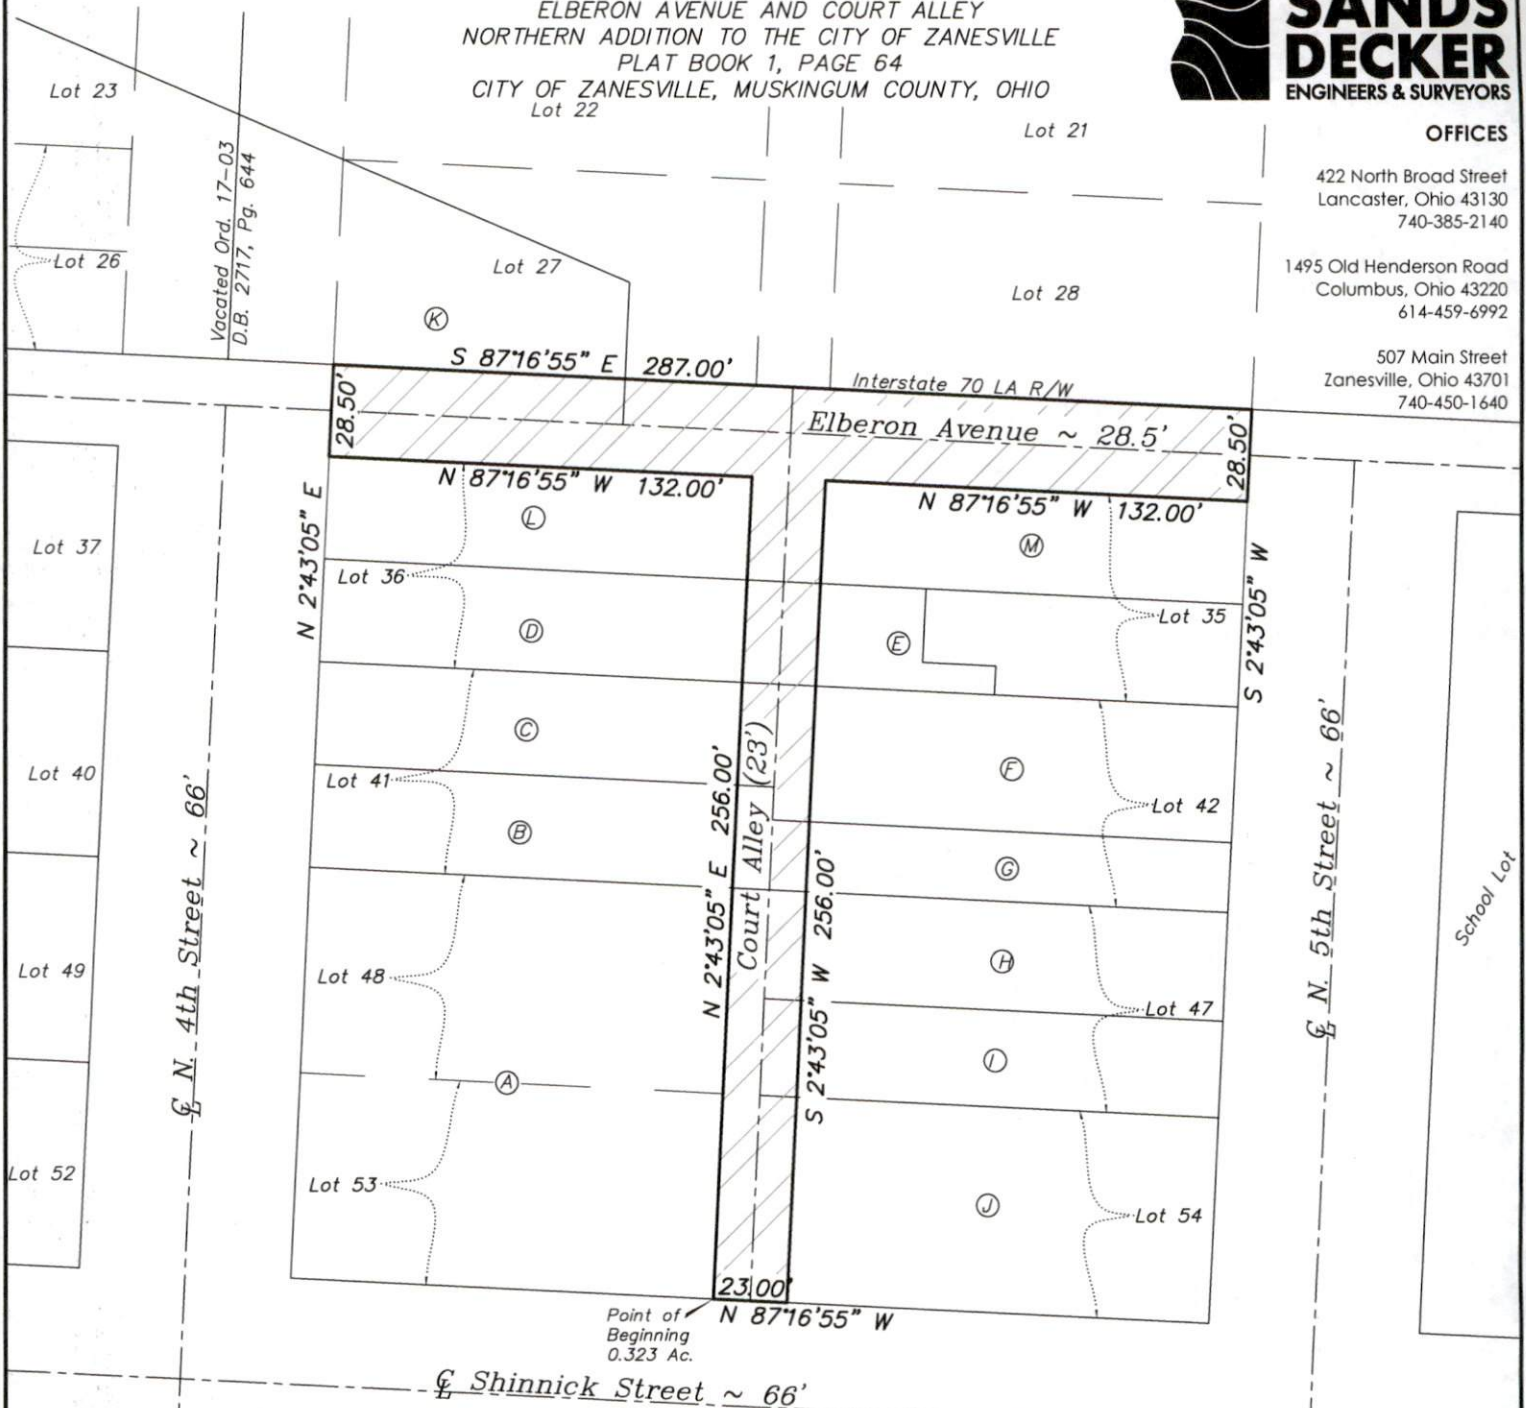 ELBERON AVENUE AND COURT ALLEY
NORTHERN ADDITION TO THE CITY OF ZANESVILLE
PLAT BOOK 1, PAGE 64
CITY OF ZANESVILLE, MUSKINGUM COUNTY, OHIO
SANDS
DECKER
ENGINEERS & SURVEYORS
OFFICES
422 North Broad Street
Lancaster, Ohio 43130
740-385-2140
1495 Old Henderson Road
Columbus, Ohio 43220
614-459-6992
507 Main Street
Zanesville, Ohio 43701
740-450-1640
Lot 23
Lot 22
Lot 21
Vacated Ord. 17-03
D.B. 2717, Pg. 644
Lot 26
Lot 27
Lot 28
K
S 87°16'55" E 287.00'
Interstate 70 LA R/W
28.50'
Elberon Avenue ~ 28.5'
28.50'
N 87°16'55" W 132.00'
N 87°16'55" W 132.00'
N 2°43'05" E
L
M
Lot 37
Lot 36
D
E
Lot 35
S 2°43'05" W
C
Lot 40
Lot 41
B
F
Lot 42
G
N 2°43'05" E 256.00'
Court Alley (23')
S 2°43'05" W 256.00'
℄ N. 4th Street ~ 66'
℄ N. 5th Street ~ 66'
School Lot
Lot 49
Lot 48
H
Lot 47
I
A
Lot 52
Lot 53
J
Lot 54
23.00'
N 87°16'55" W
Point of
Beginning
0.323 Ac.
℄ Shinnick Street ~ 66'